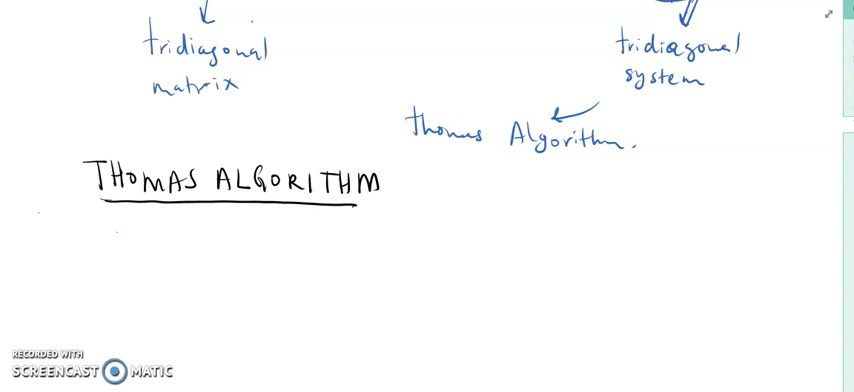 tridiagonal
matrix
tridiagonal
system
Thomas Algorithm.
THOMAS ALGORITHM
RECORDED WITH
SCREENCAST MATIC